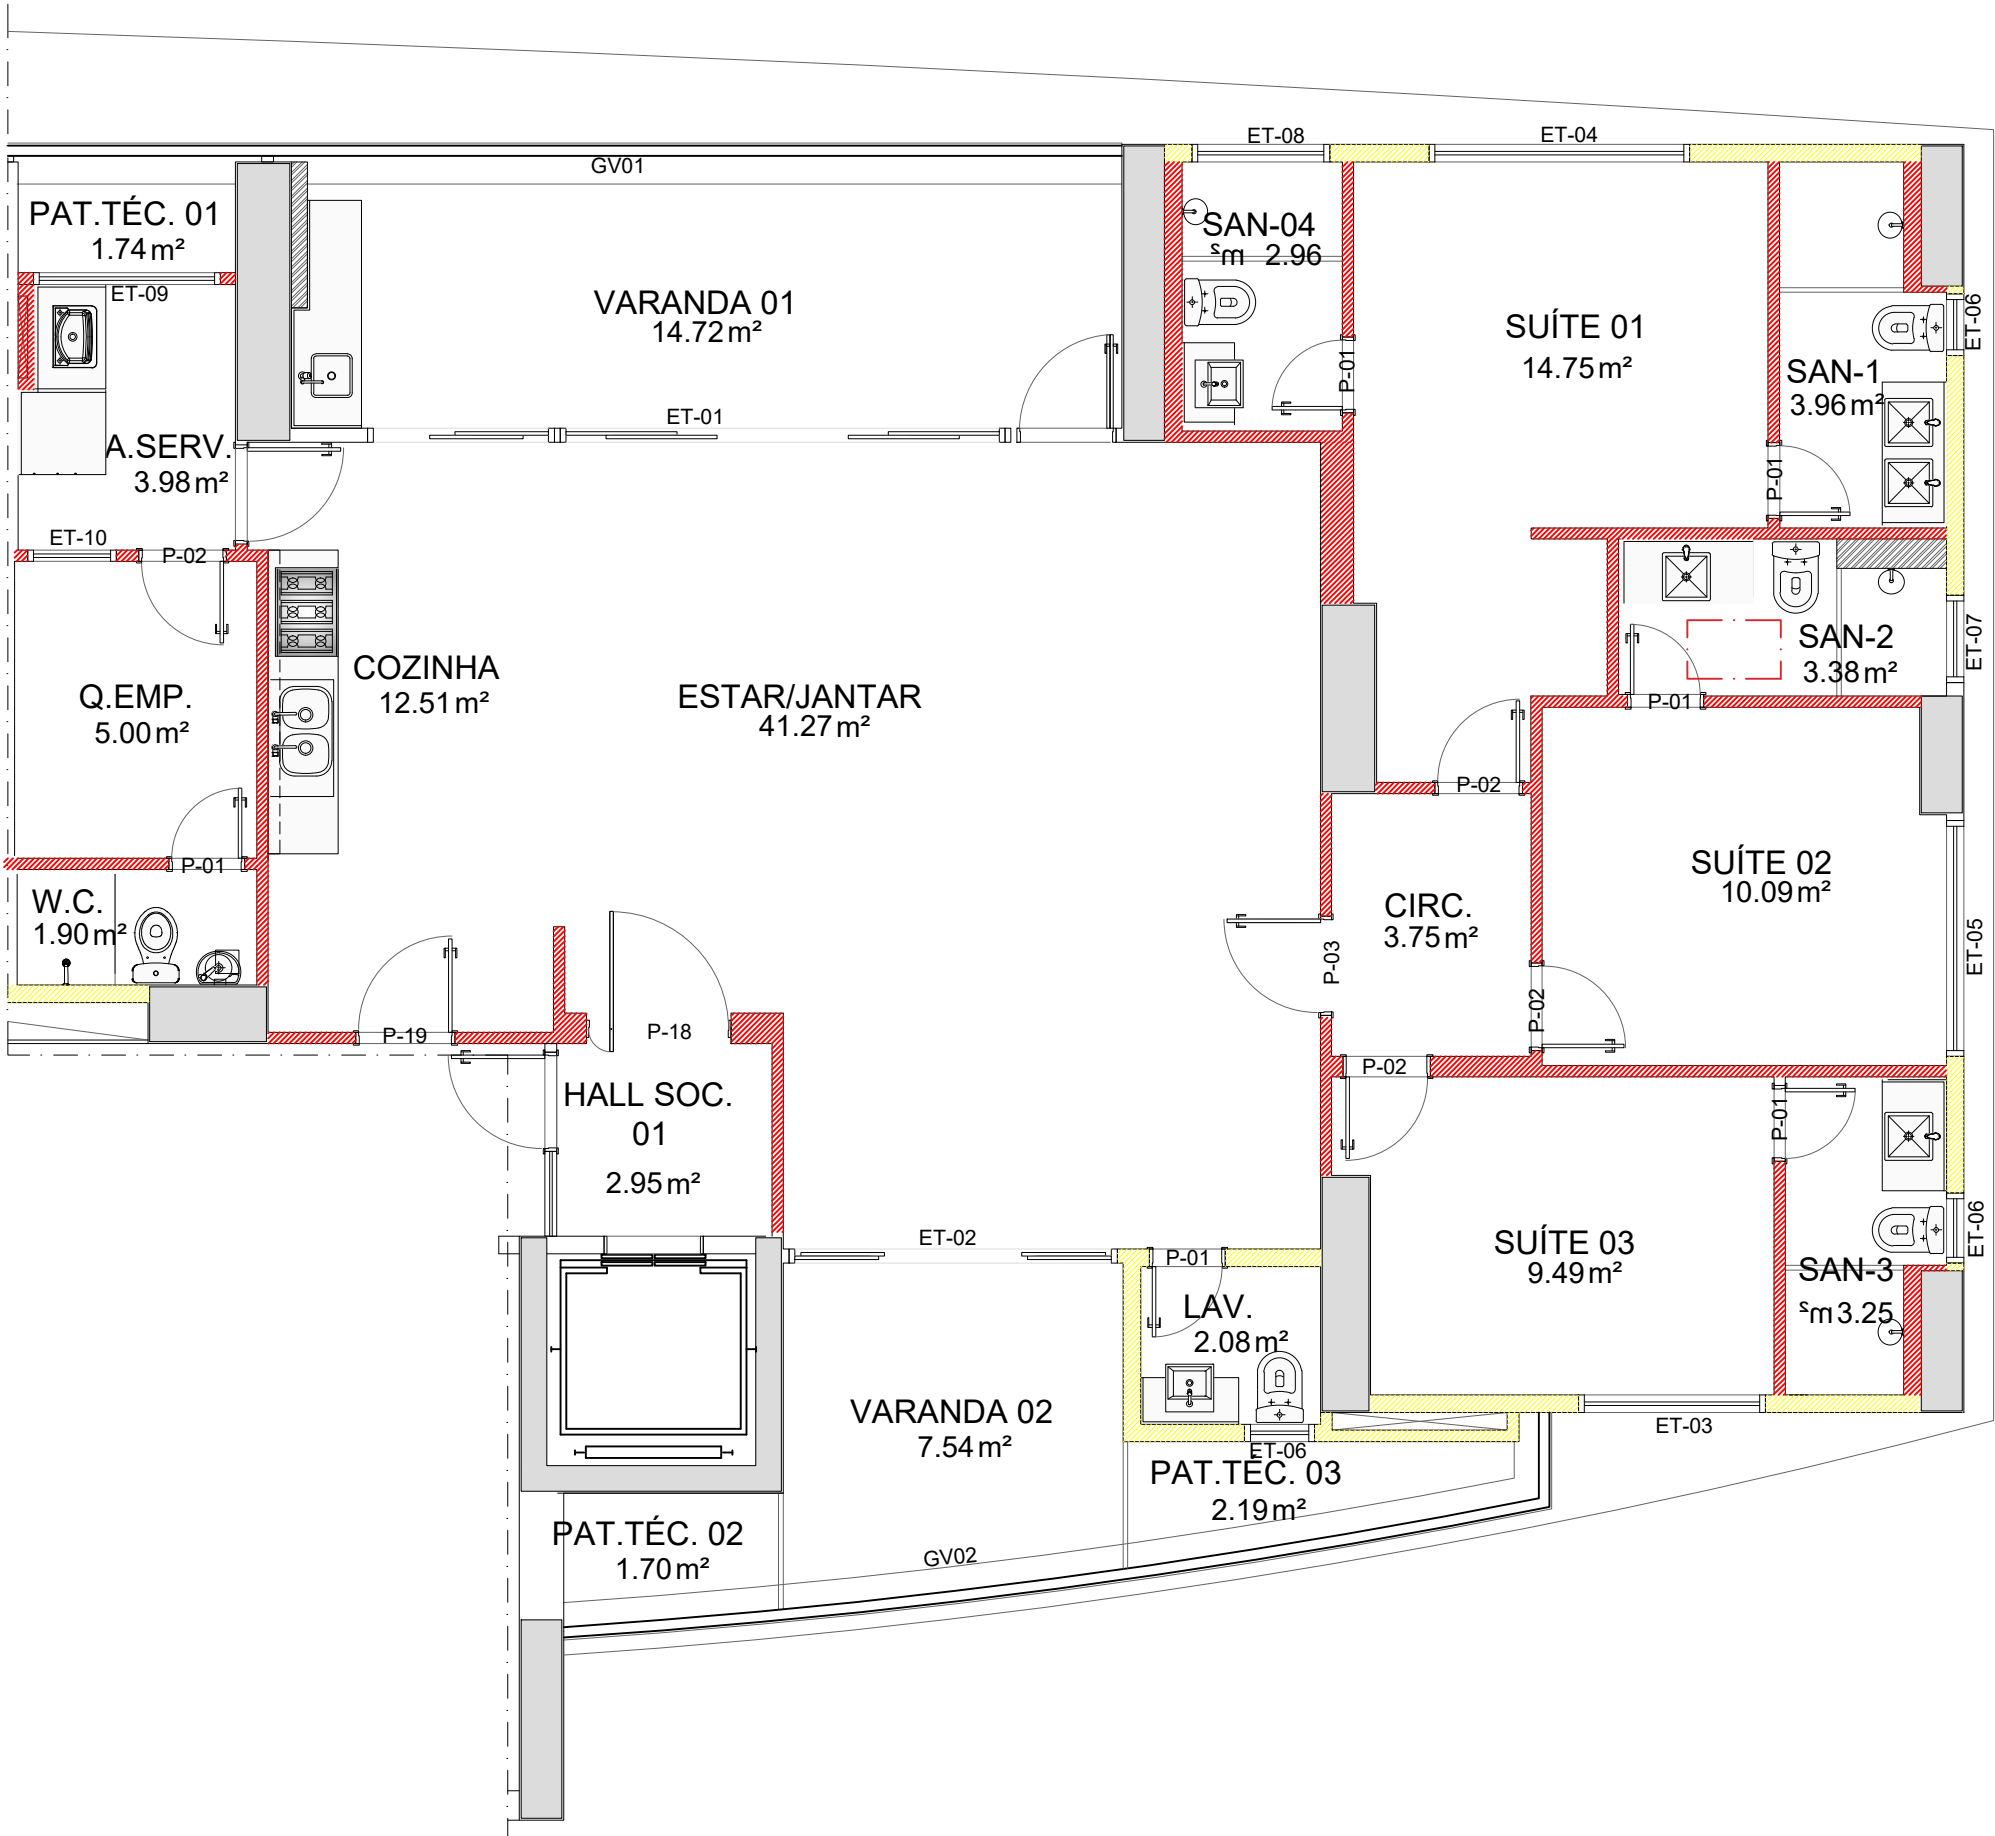 ET-08
ET-04
GV01
PAT.TÉC. 01
1.74 m²
ET-09
VARANDA 01
14.72 m²
SAN-04
m² 2.96
P-01
SUÍTE 01
14.75 m²
ET-06
SAN-1
3.96 m²
ET-01
A.SERV.
3.98 m²
P-01
ET-10
P-02
COZINHA
12.51 m²
ESTAR/JANTAR
41.27 m²
Q.EMP.
5.00 m²
SAN-2
3.38 m²
ET-07
P-01
P-02
P-01
SUÍTE 02
10.09 m²
W.C.
1.90 m²
CIRC.
3.75 m²
P-03
P-02
ET-05
P-19
P-18
P-02
HALL SOC.
01
2.95 m²
P-01
ET-02
P-01
SUÍTE 03
9.49 m²
ET-06
SAN-3
m² 3.25
LAV.
2.08 m²
VARANDA 02
7.54 m²
ET-03
ET-06
PAT.TÉC. 03
2.19 m²
PAT.TÉC. 02
1.70 m²
GV02